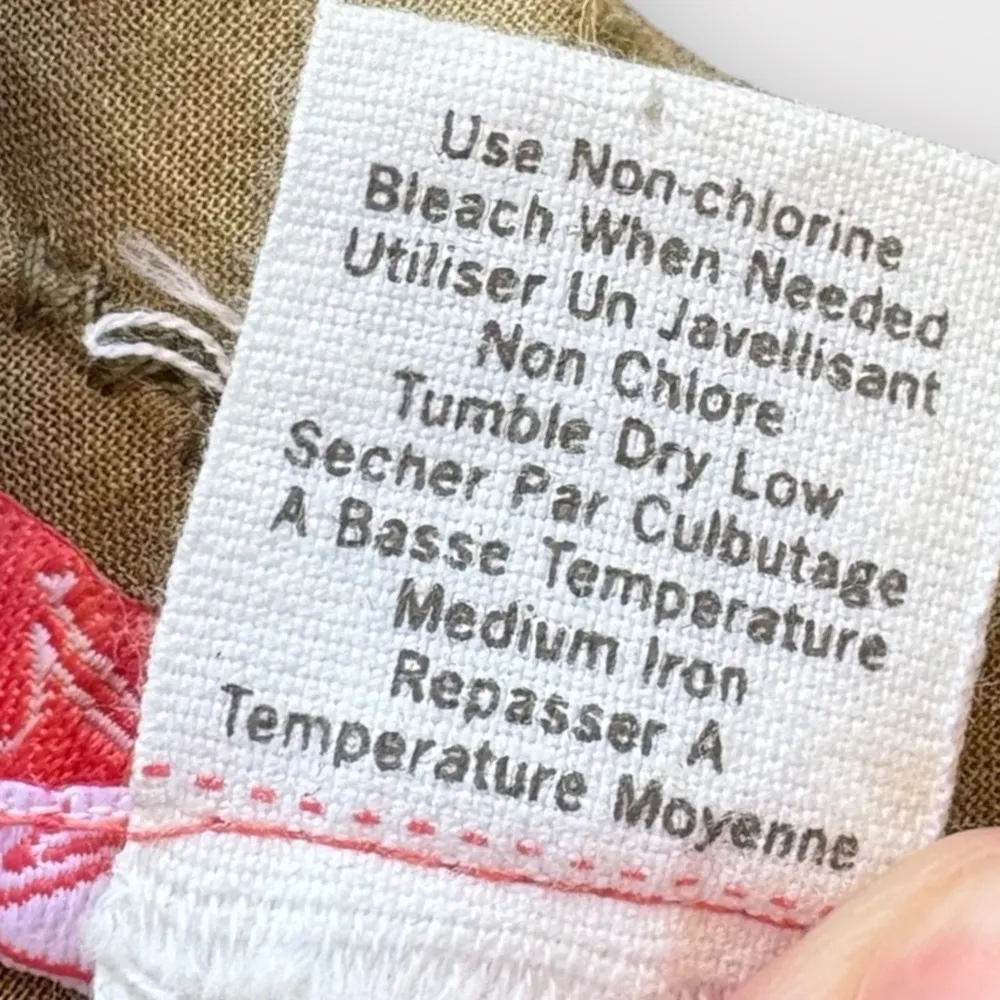 Use Non-chlorine
Bleach When Needed
Utiliser Un Javellisant
Non Chlore
Tumble Dry Low
Secher Par Culbutage
A Basse Temperature
Medium Iron
Repasser A
Temperature Moyenne